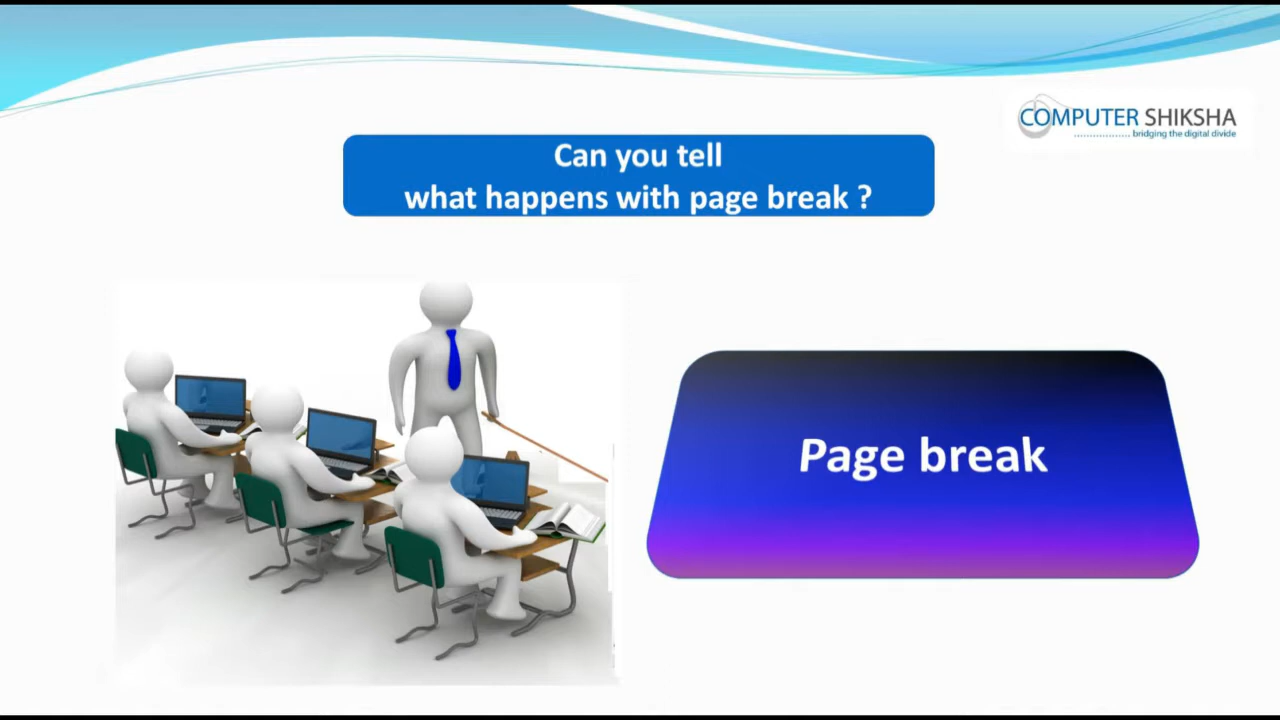 COMPUTER SHIKSHA
bridging the digital divide
Can you tell
what happens with page break ?
Page break